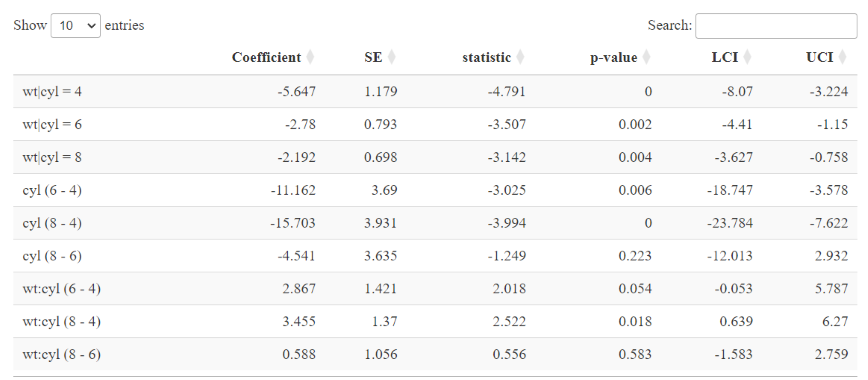 Show 10 entries Search:
Coefficient SE statistic p-value LCI UCI
wt|cyl = 4 -5.647 1.179 -4.791 0 -8.07 -3.224
wt|cyl = 6 -2.78 0.793 -3.507 0.002 -4.41 -1.15
wt|cyl = 8 -2.192 0.698 -3.142 0.004 -3.627 -0.758
cyl (6 - 4) -11.162 3.69 -3.025 0.006 -18.747 -3.578
cyl (8 - 4) -15.703 3.931 -3.994 0 -23.784 -7.622
cyl (8 - 6) -4.541 3.635 -1.249 0.223 -12.013 2.932
wt:cyl (6 - 4) 2.867 1.421 2.018 0.054 -0.053 5.787
wt:cyl (8 - 4) 3.455 1.37 2.522 0.018 0.639 6.27
wt:cyl (8 - 6) 0.588 1.056 0.556 0.583 -1.583 2.759